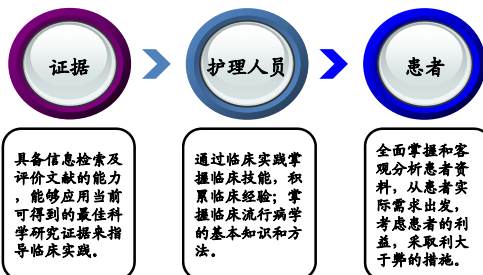 证据
护理人员
患者
具备信息检索及
评价文献的能力
，能够应用当前
可得到的最佳科
学研究证据来指
导临床实践。
通过临床实践掌
握临床技能，积
累临床经验；掌
握临床流行病学
的基本知识和方
法。
全面掌握和客
观分析患者资
料，从患者实
际需求出发，
考虑患者的利
益，采取利大
于弊的措施。